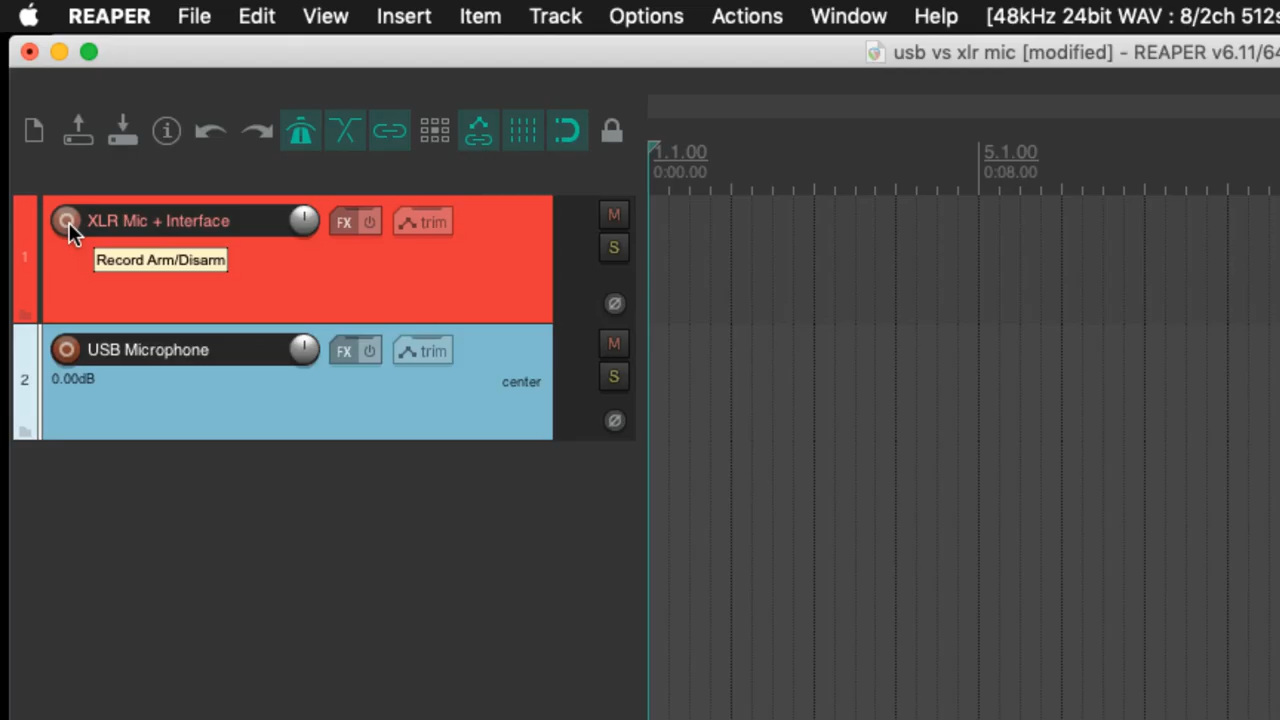 REAPER File Edit View Insert Item Track Options Actions Window Help [48kHz 24bit WAV : 8/2ch 512s
usb vs xlr mic [modified] - REAPER v6.11/64
1.1.00 5.1.00
0:00.00 0:08.00
1 XLR Mic + Interface FX trim M
S
Record Arm/Disarm
2 USB Microphone FX trim M
0.00dB center S